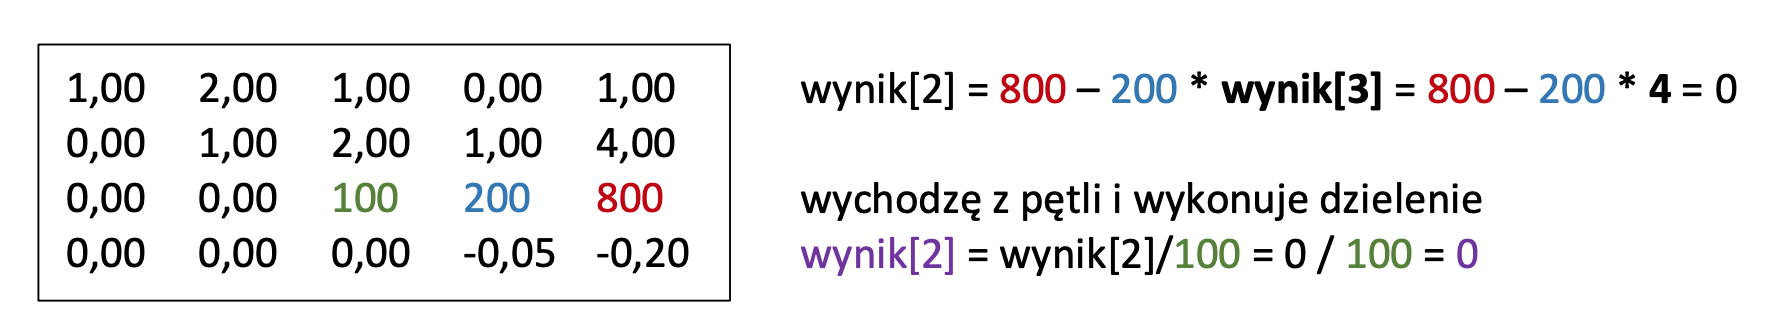 1,00 2,00 1,00 0,00 1,00
0,00 1,00 2,00 1,00 4,00
0,00 0,00 100 200 800
0,00 0,00 0,00 -0,05 -0,20
wynik[2] = 800 – 200 * wynik[3] = 800 – 200 * 4 = 0
wychodzę z pętli i wykonuje dzielenie
wynik[2] = wynik[2]/100 = 0 / 100 = 0